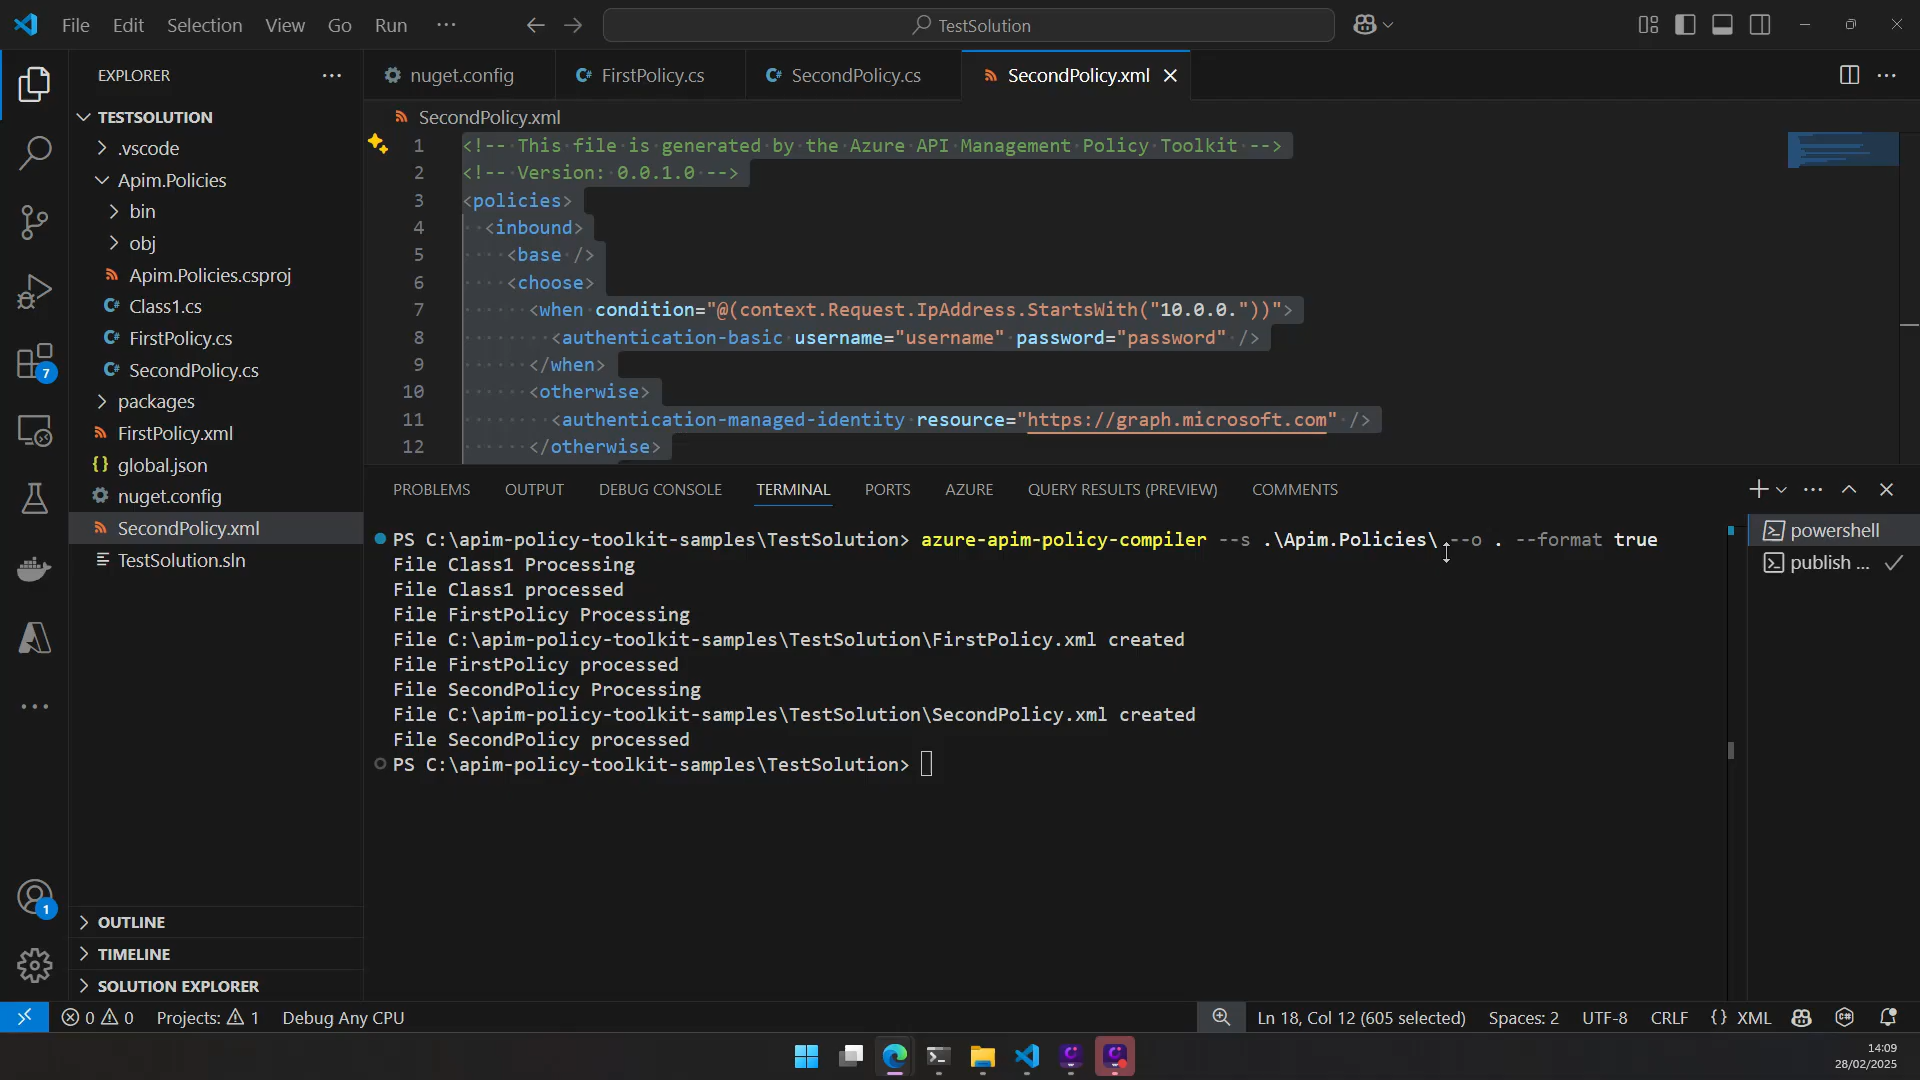 File Edit Selection View Go Run ···
TestSolution
EXPLORER
TESTSOLUTION
.vscode
Apim.Policies
bin
obj
Apim.Policies.csproj
Class1.cs
FirstPolicy.cs
SecondPolicy.cs
packages
FirstPolicy.xml
global.json
nuget.config
SecondPolicy.xml
TestSolution.sln
OUTLINE
TIMELINE
SOLUTION EXPLORER
7
1
nuget.config FirstPolicy.cs SecondPolicy.cs SecondPolicy.xml
SecondPolicy.xml
1 <!-- This file is generated by the Azure API Management Policy Toolkit -->
2 <!-- Version: 0.0.1.0 -->
3 <policies>
4 <inbound>
5 <base />
6 <choose>
7 <when condition="@(context.Request.IpAddress.StartsWith("10.0.0."))">
8 <authentication-basic username="username" password="password" />
9 </when>
10 <otherwise>
11 <authentication-managed-identity resource="https://graph.microsoft.com" />
12 </otherwise>
PROBLEMS OUTPUT DEBUG CONSOLE TERMINAL PORTS AZURE QUERY RESULTS (PREVIEW) COMMENTS
PS C:\apim-policy-toolkit-samples\TestSolution> azure-apim-policy-compiler --s .\Apim.Policies\ --o . --format true
File Class1 Processing
File Class1 processed
File FirstPolicy Processing
File C:\apim-policy-toolkit-samples\TestSolution\FirstPolicy.xml created
File FirstPolicy processed
File SecondPolicy Processing
File C:\apim-policy-toolkit-samples\TestSolution\SecondPolicy.xml created
File SecondPolicy processed
PS C:\apim-policy-toolkit-samples\TestSolution>
powershell
publish ...
0 0 Projects: 1 Debug Any CPU
Ln 18, Col 12 (605 selected) Spaces: 2 UTF-8 CRLF {} XML
14:09
28/02/2025